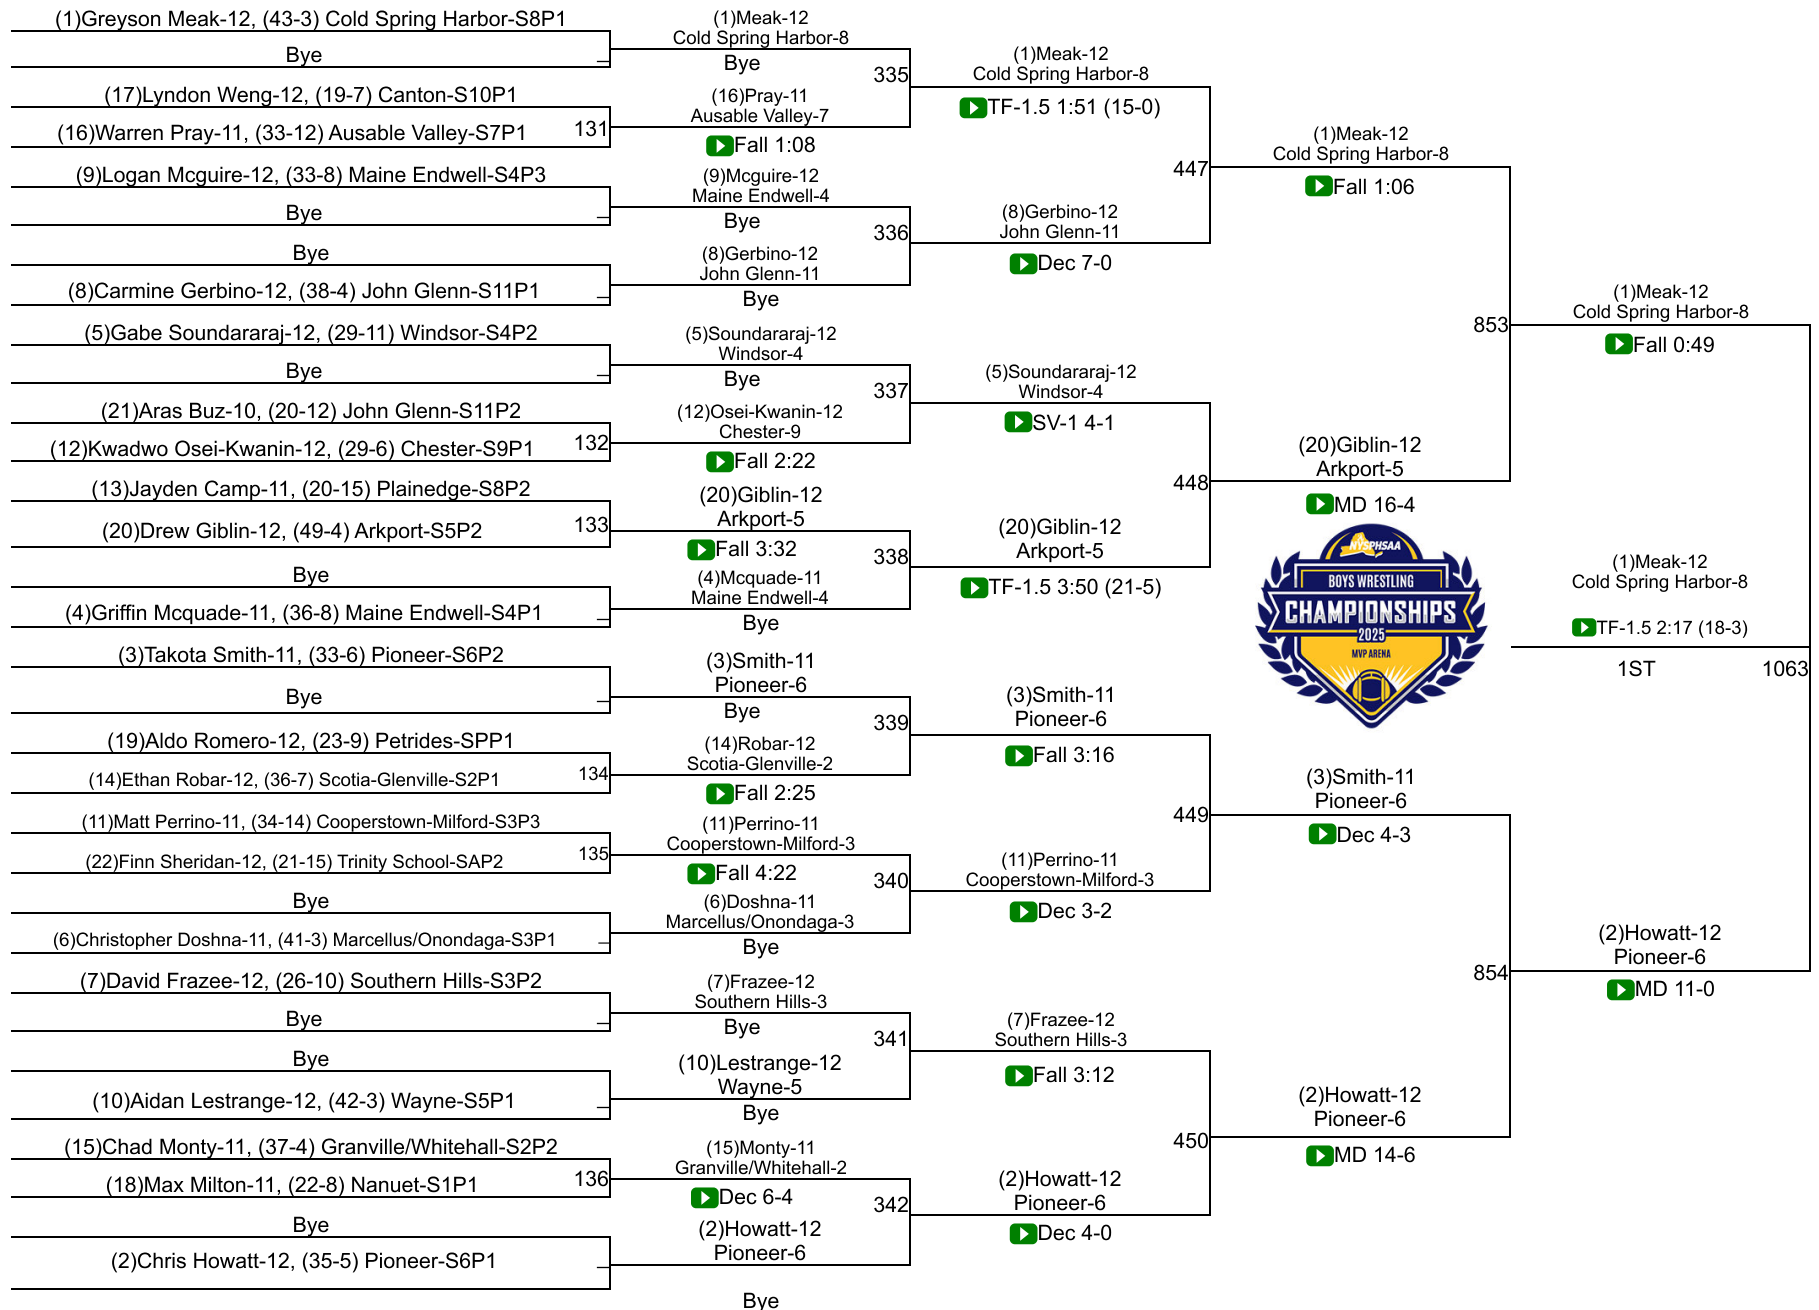 (1)Greyson Meak-12, (43-3) Cold Spring Harbor-S8P1
Bye
(17)Lyndon Weng-12, (19-7) Canton-S10P1
(16)Warren Pray-11, (33-12) Ausable Valley-S7P1
131
(9)Logan Mcguire-12, (33-8) Maine Endwell-S4P3
Bye
Bye
(8)Carmine Gerbino-12, (38-4) John Glenn-S11P1
(5)Gabe Soundararaj-12, (29-11) Windsor-S4P2
Bye
(21)Aras Buz-10, (20-12) John Glenn-S11P2
(12)Kwadwo Osei-Kwanin-12, (29-6) Chester-S9P1
132
(13)Jayden Camp-11, (20-15) Plainedge-S8P2
(20)Drew Giblin-12, (49-4) Arkport-S5P2
133
Bye
(4)Griffin Mcquade-11, (36-8) Maine Endwell-S4P1
(3)Takota Smith-11, (33-6) Pioneer-S6P2
Bye
(19)Aldo Romero-12, (23-9) Petrides-SPP1
(14)Ethan Robar-12, (36-7) Scotia-Glenville-S2P1
134
(11)Matt Perrino-11, (34-14) Cooperstown-Milford-S3P3
(22)Finn Sheridan-12, (21-15) Trinity School-SAP2
135
Bye
(6)Christopher Doshna-11, (41-3) Marcellus/Onondaga-S3P1
(7)David Frazee-12, (26-10) Southern Hills-S3P2
Bye
Bye
(10)Aidan Lestrange-12, (42-3) Wayne-S5P1
(15)Chad Monty-11, (37-4) Granville/Whitehall-S2P2
(18)Max Milton-11, (22-8) Nanuet-S1P1
136
Bye
(2)Chris Howatt-12, (35-5) Pioneer-S6P1
(1)Meak-12
Cold Spring Harbor-8
Bye
335
(16)Pray-11
Ausable Valley-7
Fall 1:08
(9)Mcguire-12
Maine Endwell-4
Bye
336
(8)Gerbino-12
John Glenn-11
Bye
(5)Soundararaj-12
Windsor-4
Bye
337
(12)Osei-Kwanin-12
Chester-9
Fall 2:22
(20)Giblin-12
Arkport-5
Fall 3:32
338
(4)Mcquade-11
Maine Endwell-4
Bye
(3)Smith-11
Pioneer-6
Bye
339
(14)Robar-12
Scotia-Glenville-2
Fall 2:25
(11)Perrino-11
Cooperstown-Milford-3
Fall 4:22
340
(6)Doshna-11
Marcellus/Onondaga-3
Bye
(7)Frazee-12
Southern Hills-3
Bye
341
(10)Lestrange-12
Wayne-5
Bye
(15)Monty-11
Granville/Whitehall-2
Dec 6-4
342
(2)Howatt-12
Pioneer-6
Bye
(1)Meak-12
Cold Spring Harbor-8
TF-1.5 1:51 (15-0)
447
(8)Gerbino-12
John Glenn-11
Dec 7-0
(5)Soundararaj-12
Windsor-4
SV-1 4-1
448
(20)Giblin-12
Arkport-5
TF-1.5 3:50 (21-5)
(3)Smith-11
Pioneer-6
Fall 3:16
449
(11)Perrino-11
Cooperstown-Milford-3
Dec 3-2
(7)Frazee-12
Southern Hills-3
Fall 3:12
450
(2)Howatt-12
Pioneer-6
Dec 4-0
(1)Meak-12
Cold Spring Harbor-8
Fall 1:06
853
(20)Giblin-12
Arkport-5
MD 16-4
NYSPHSAA
BOYS WRESTLING
CHAMPIONSHIPS
2025
MVP ARENA
(3)Smith-11
Pioneer-6
Dec 4-3
854
(2)Howatt-12
Pioneer-6
MD 14-6
(1)Meak-12
Cold Spring Harbor-8
Fall 0:49
(1)Meak-12
Cold Spring Harbor-8
TF-1.5 2:17 (18-3)
1ST
1063
(2)Howatt-12
Pioneer-6
MD 11-0